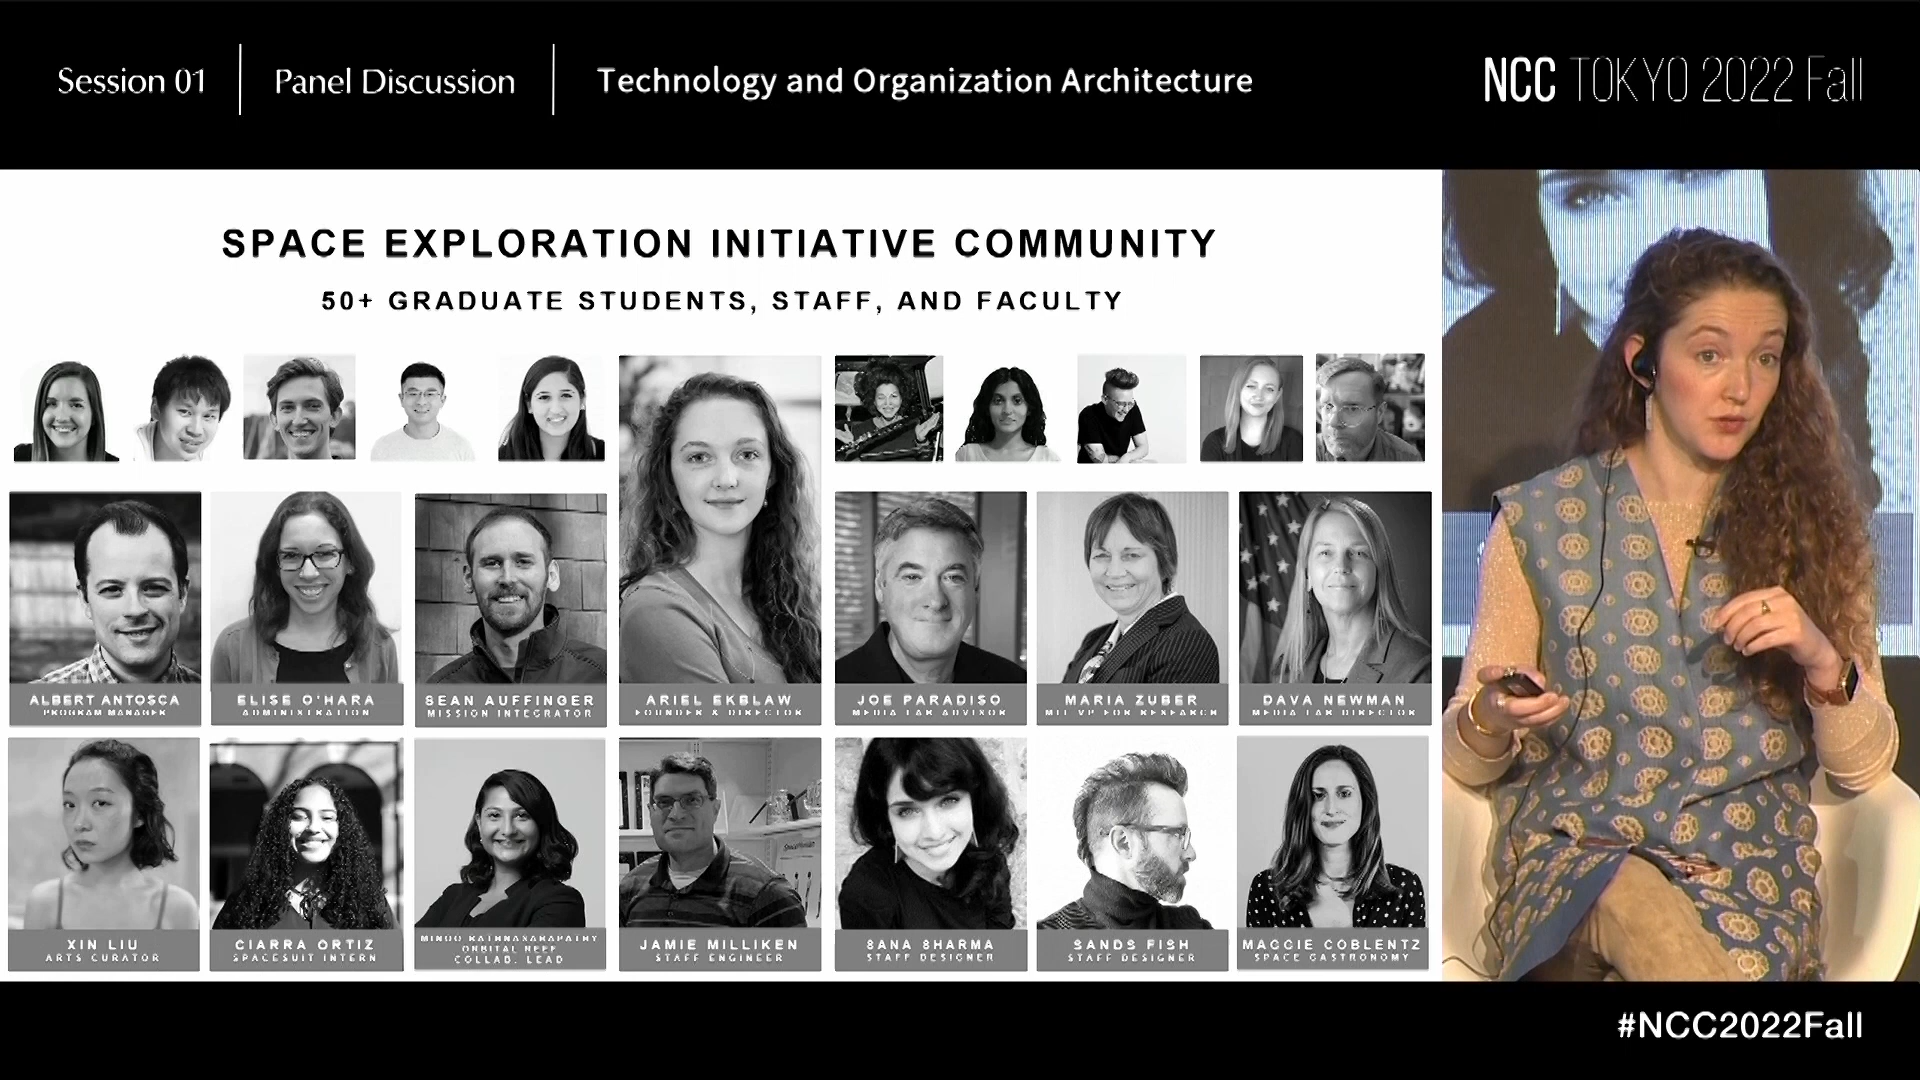 Session 01
Panel Discussion
Technology and Organization Architecture
NCC TOKYO 2022 Fall
SPACE EXPLORATION INITIATIVE COMMUNITY
50+ GRADUATE STUDENTS, STAFF, AND FACULTY
ALBERT ANTOSCA
PROGRAM MANAGER
ELISE O'HARA
ADMINISTRATION
SEAN AUFFINGER
MISSION INTEGRATOR
ARIEL EKBLAW
FOUNDER & DIRECTOR
JOE PARADISO
MEDIA LAB ADVISOR
MARIA ZUBER
MIT VP FOR RESEARCH
DAVA NEWMAN
MEDIA LAB DIRECTOR
XIN LIU
ARTS CURATOR
CIARRA ORTIZ
SPACESUIT INTERN
COLLAB. LEAD
JAMIE MILLIKEN
STAFF ENGINEER
SANA SHARMA
STAFF DESIGNER
SANDS FISH
STAFF DESIGNER
MAGGIE COBLENTZ
SPACE GASTRONOMY
#NCC2022Fall